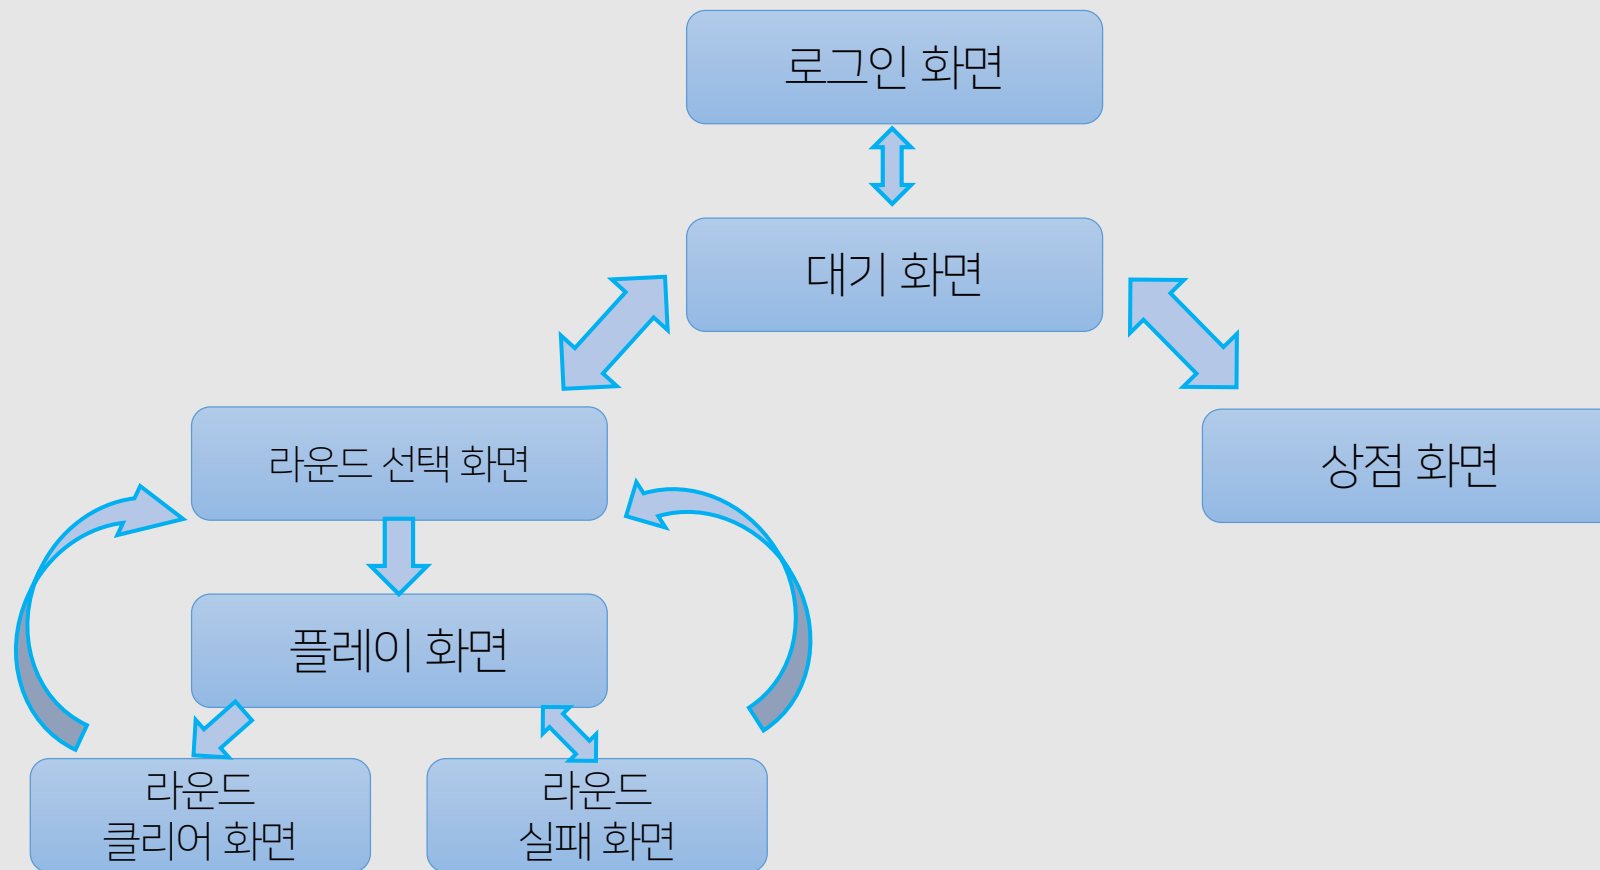 로그인 화면
대기 화면
라운드 선택 화면
상점 화면
플레이 화면
라운드
클리어 화면
라운드
실패 화면